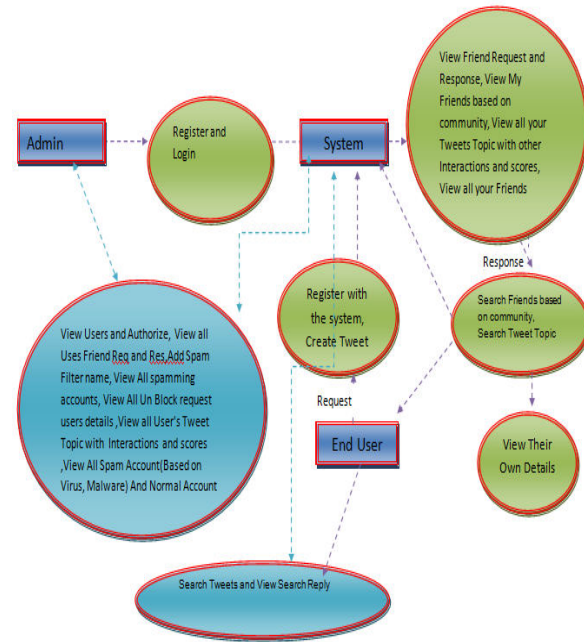 View Friend Request and
Response, View My
Friends based on
community, View all your
Tweets Topic with other
Interactions and scores,
View all your Friends
Admin
Register and
Login
System
Response
Search Friends based
on community,
Search Tweet Topic
Register with
the system,
Create Tweet
View Users and Authorize, View all
Uses Friend Req and Res,Add Spam
Filter name, View All spamming
accounts, View All Un Block request
users details ,View all User's Tweet
Topic with Interactions and scores
,View All Spam Account(Based on
Virus, Malware) And Normal Account
Request
End User
View Their
Own Details
Search Tweets and View Search Reply